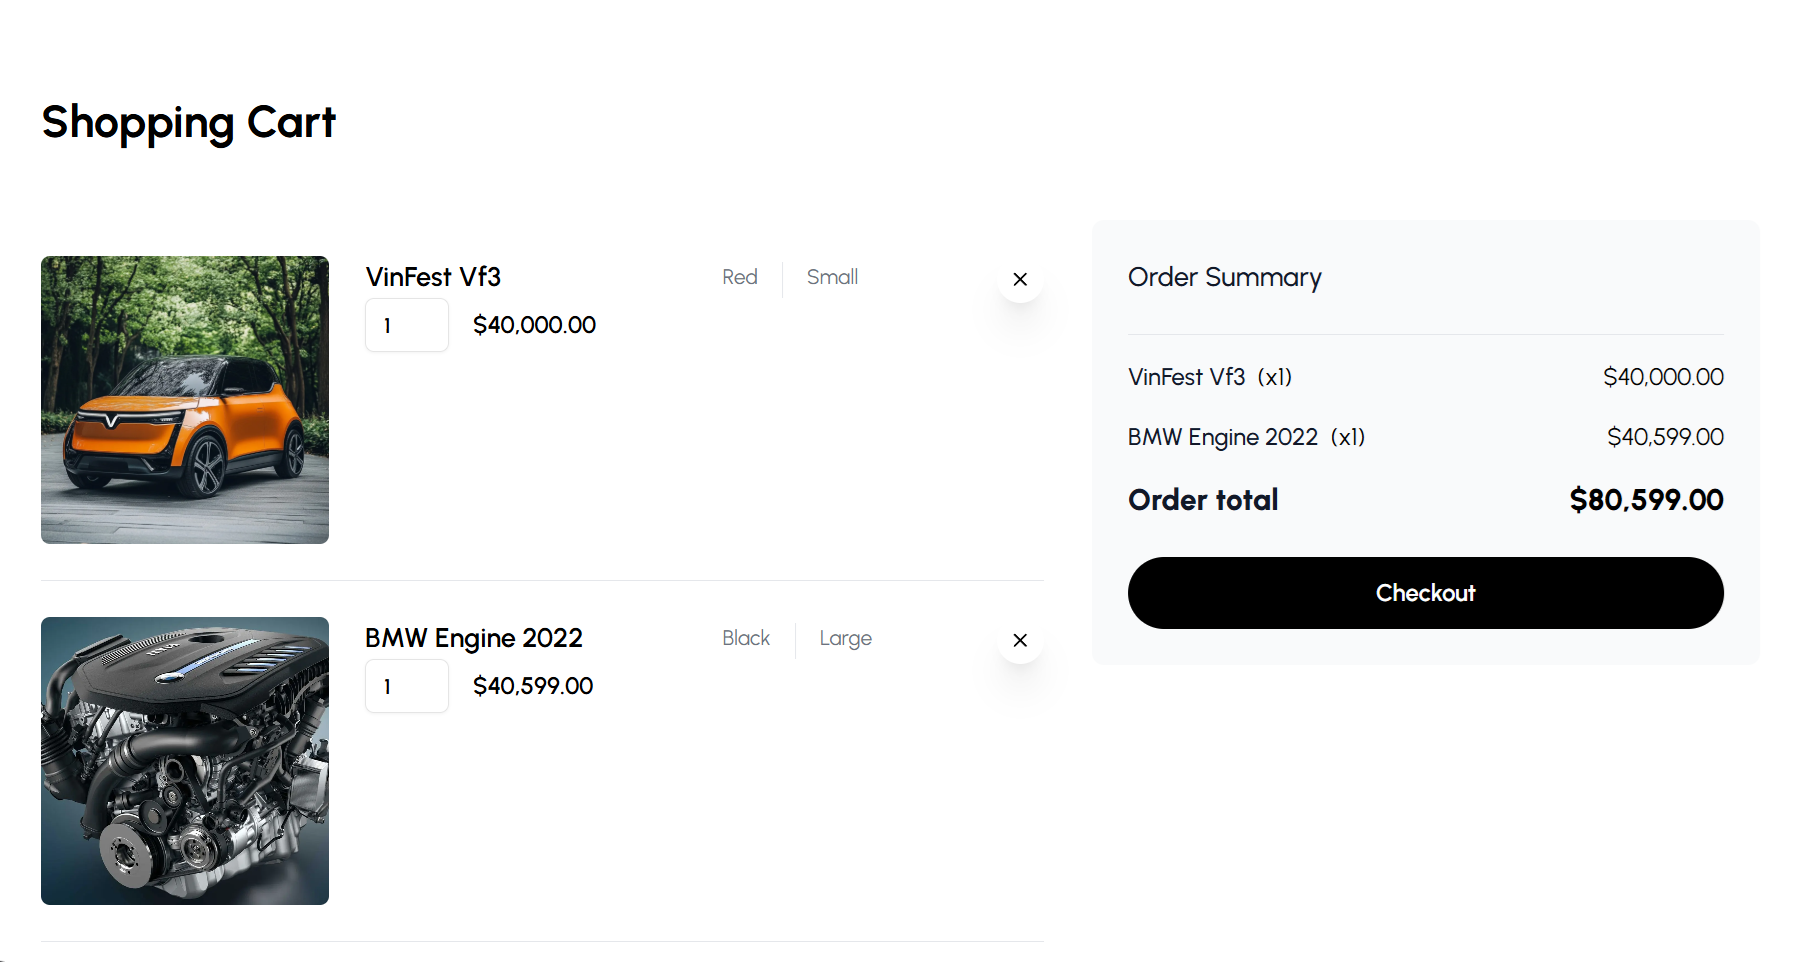 Shopping Cart
VinFest Vf3
Red
Small
1
$40,000.00
BMW Engine 2022
Black
Large
1
$40,599.00
Order Summary
VinFest Vf3 (x1)
$40,000.00
BMW Engine 2022 (x1)
$40,599.00
Order total
$80,599.00
Checkout